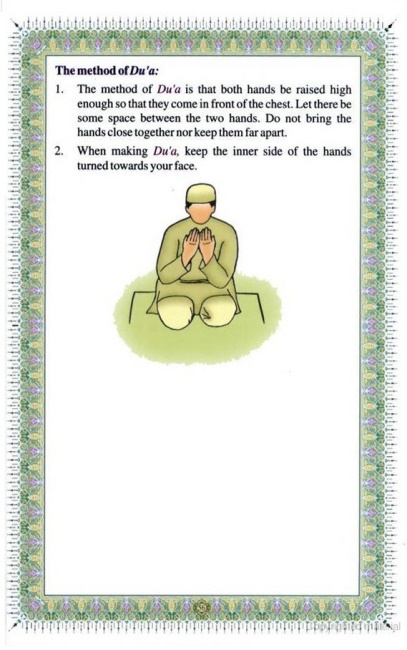 The method of Du'a:
1. The method of Du'a is that both hands be raised high
enough so that they come in front of the chest. Let there be
some space between the two hands. Do not bring the
hands close together nor keep them far apart.
2. When making Du'a, keep the inner side of the hands
turned towards your face.
Copyrighted material